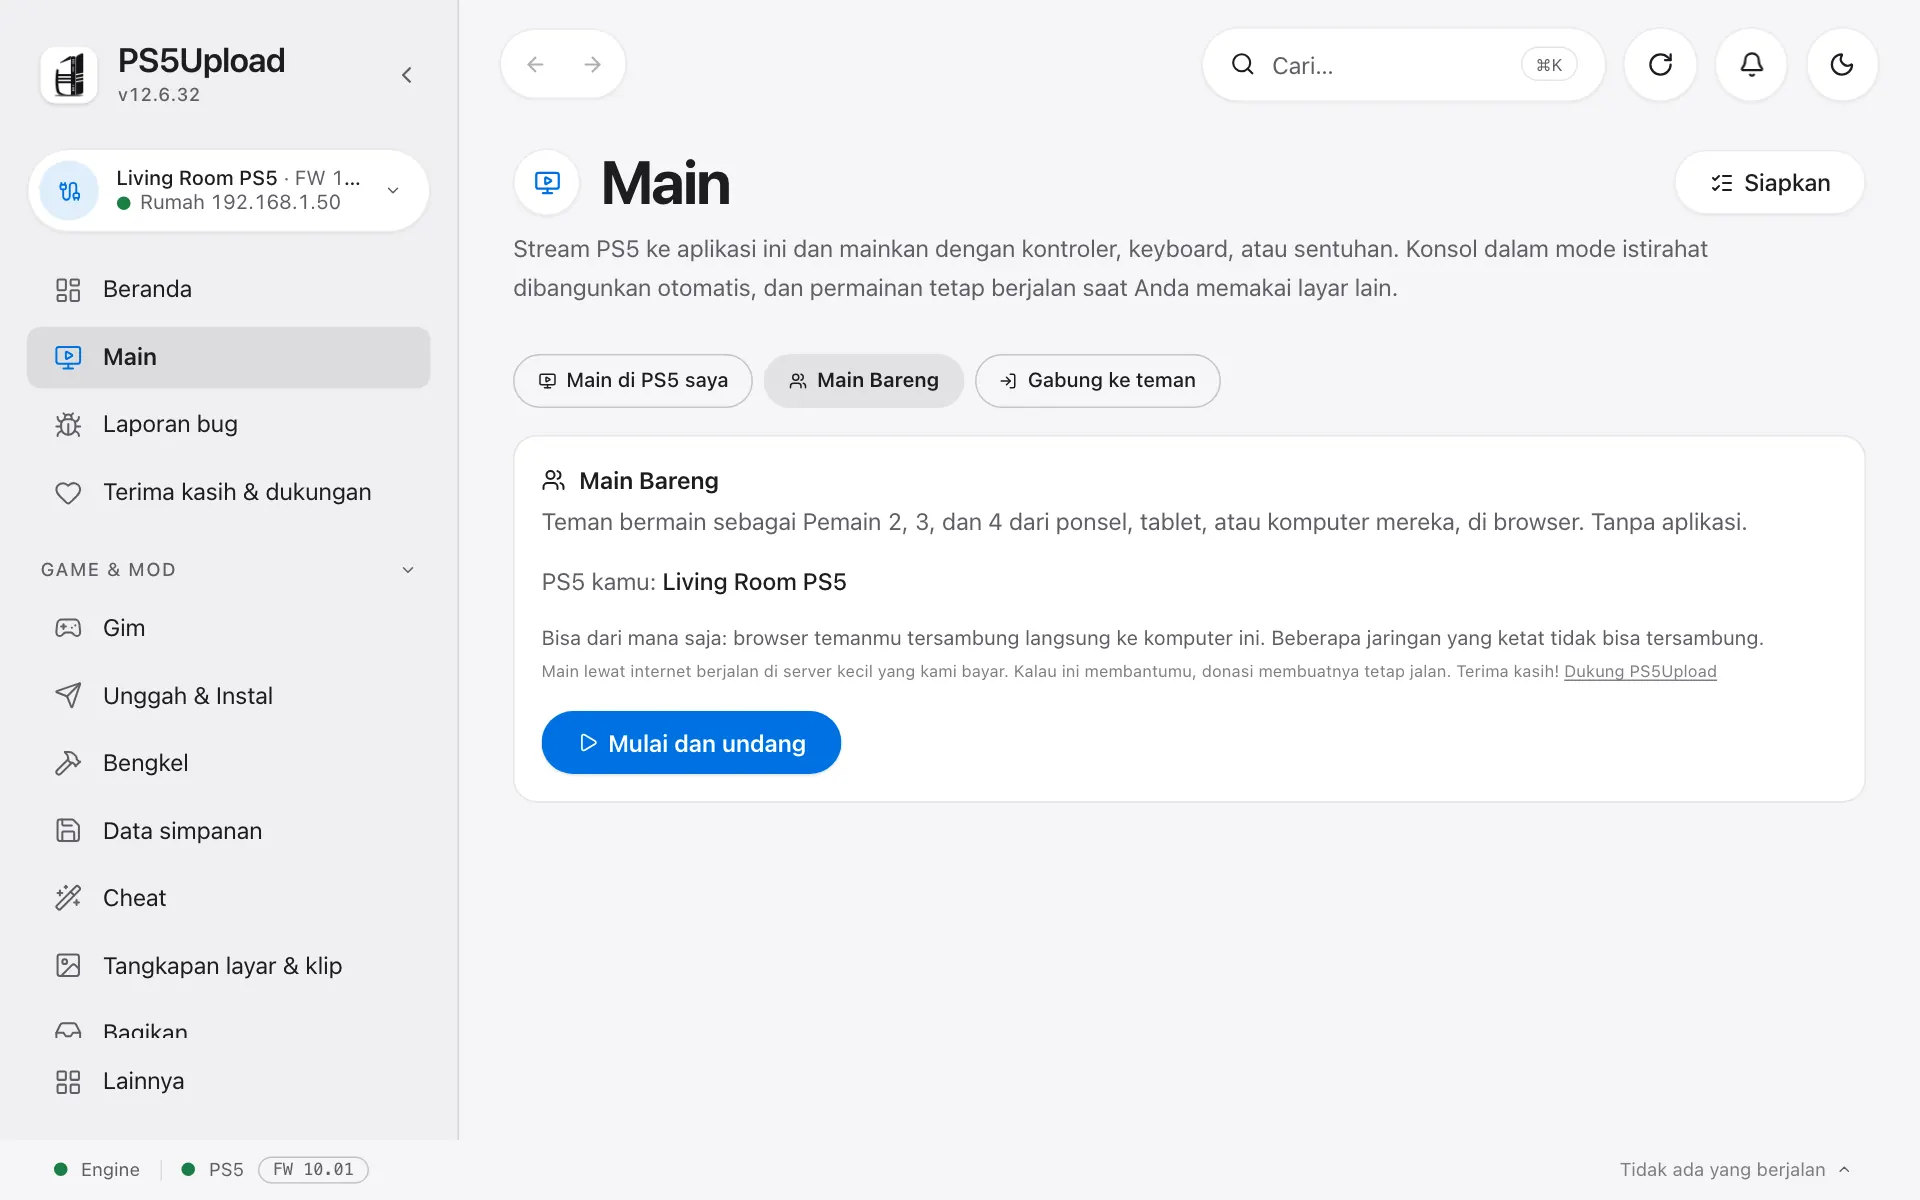 PS5Upload
v12.6.32
Living Room PS5 · FW 1...
Rumah 192.168.1.50
Beranda
Main
Laporan bug
Terima kasih & dukungan
GAME & MOD
Gim
Unggah & Instal
Bengkel
Data simpanan
Cheat
Tangkapan layar & klip
Bagikan
Lainnya
Cari...
⌘K
Main
Siapkan
Stream PS5 ke aplikasi ini dan mainkan dengan kontroler, keyboard, atau sentuhan. Konsol dalam mode istirahat
dibangunkan otomatis, dan permainan tetap berjalan saat Anda memakai layar lain.
Main di PS5 saya
Main Bareng
Gabung ke teman
Main Bareng
Teman bermain sebagai Pemain 2, 3, dan 4 dari ponsel, tablet, atau komputer mereka, di browser. Tanpa aplikasi.
PS5 kamu: Living Room PS5
Bisa dari mana saja: browser temanmu tersambung langsung ke komputer ini. Beberapa jaringan yang ketat tidak bisa tersambung.
Main lewat internet berjalan di server kecil yang kami bayar. Kalau ini membantumu, donasi membuatnya tetap jalan. Terima kasih! Dukung PS5Upload
Mulai dan undang
Engine
PS5
FW 10.01
Tidak ada yang berjalan